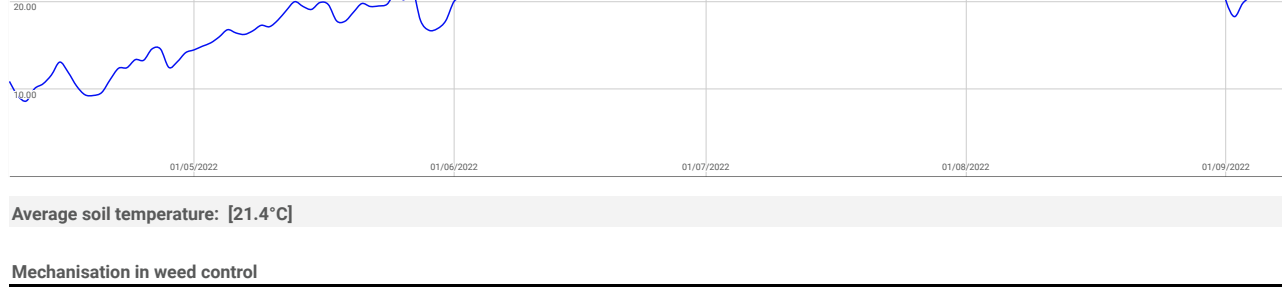 20.00
10.00
01/05/2022 01/06/2022 01/07/2022 01/08/2022 01/09/2022
Average soil temperature: [21.4°C]
Mechanisation in weed control